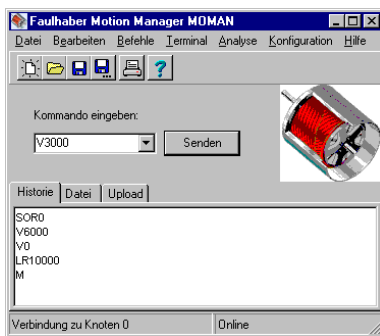 Faulhaber Motion Manager MOMAN
Datei Bearbeiten Befehle Terminal Analyse Konfiguration Hilfe
Kommando eingeben:
V3000 Senden
Historie Datei Upload
SOR0
V6000
V0
LR10000
M
Verbindung zu Knoten 0 Online